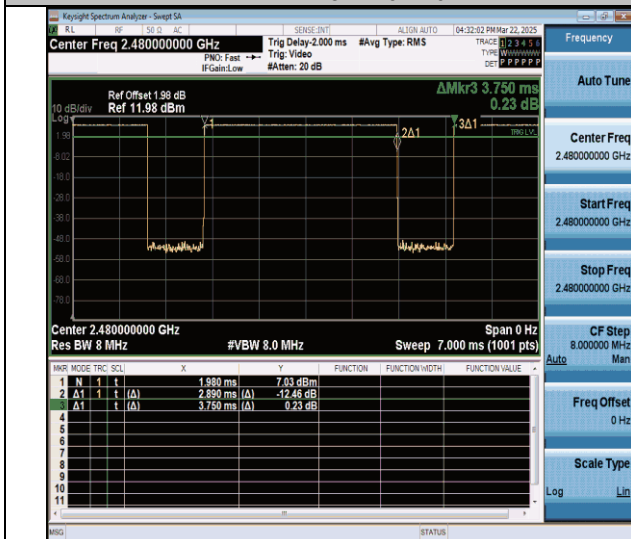 Keysight Spectrum Analyzer - Swept SA
RL RF 50 Ω AC SENSE:INT ALIGN AUTO 04:32:02 PM Mar 22, 2025
Center Freq 2.480000000 GHz
PNO: Fast
IFGain:Low
Trig Delay-2.000 ms
Trig: Video
#Atten: 20 dB
#Avg Type: RMS
TRACE 1 2 3 4 5 6
TYPE WWWWWW
DET P P P P P P
ΔMkr3 3.750 ms
0.23 dB
Ref Offset 1.98 dB
Ref 11.98 dBm
10 dB/div
Log
1
2Δ1
3Δ1
TRIG LVL
1.98
-8.02
-18.0
-28.0
-38.0
-48.0
-58.0
-68.0
-78.0
Center 2.480000000 GHz Span 0 Hz
Res BW 8 MHz #VBW 8.0 MHz Sweep 7.000 ms (1001 pts)
MKR MODE TRC SCL X Y FUNCTION FUNCTION WIDTH FUNCTION VALUE
1 N 1 t 1.980 ms 7.03 dBm
2 Δ1 1 t (Δ) 2.890 ms (Δ) -12.46 dB
3 Δ1 t (Δ) 3.750 ms (Δ) 0.23 dB
4
5
6
7
8
9
10
11
MSG STATUS
Frequency
Auto Tune
Center Freq
2.480000000 GHz
Start Freq
2.480000000 GHz
Stop Freq
2.480000000 GHz
CF Step
8.000000 MHz
Auto Man
Freq Offset
0 Hz
Scale Type
Log Lin